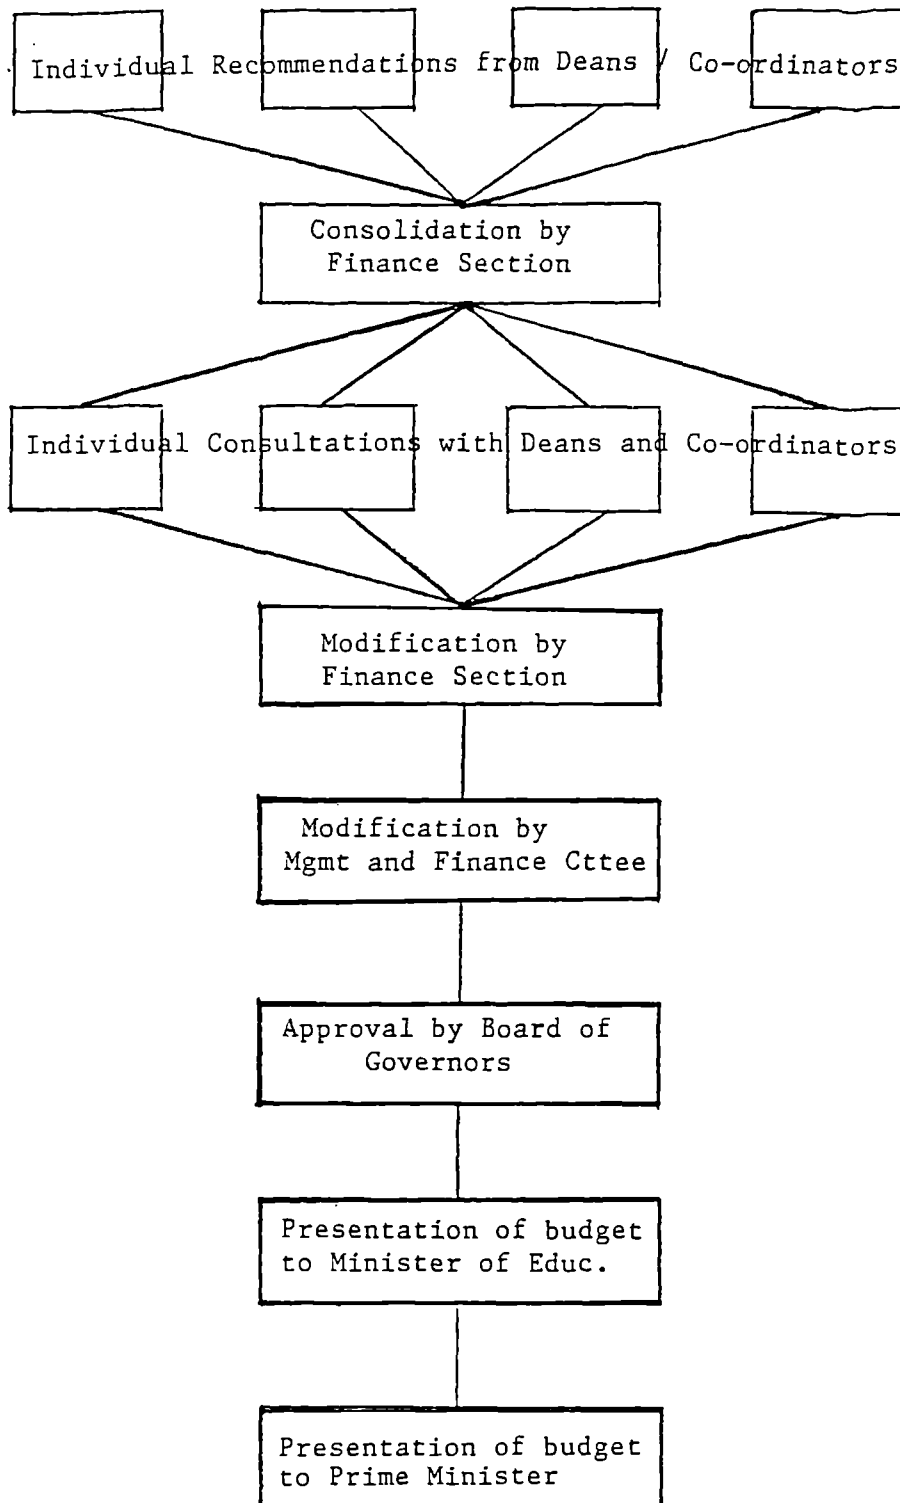 Individual Recommendations from Deans / Co-ordinators
Consolidation by
Finance Section
Individual Consultations with Deans and Co-ordinators
Modification by
Finance Section
Modification by
Mgmt and Finance Cttee
Approval by Board of
Governors
Presentation of budget
to Minister of Educ.
Presentation of budget
to Prime Minister